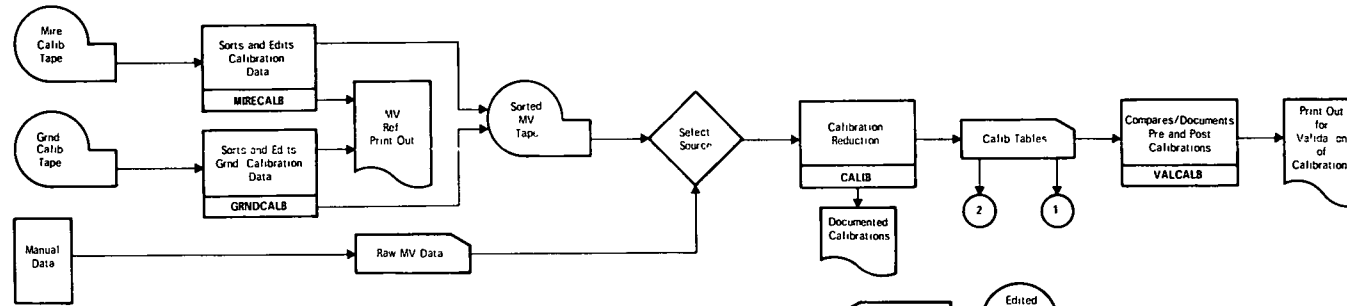 Mire
Calib
Tape
Sorts and Edits
Calibration
Data
MIRECALB
Grnd
Calib
Tape
Sorts and Edits
Grnd Calibration
Data
GRNDCALB
MV
Ref
Print Out
Sorted
MV
Tape
Manual
Data
Raw MV Data
Select
Source
Calibration
Reduction
CALIB
Documented
Calibrations
Calib Tables
2
1
Compares/Documents
Pre and Post
Calibrations
VALCALB
Print Out
for
of
Calibration
Edited